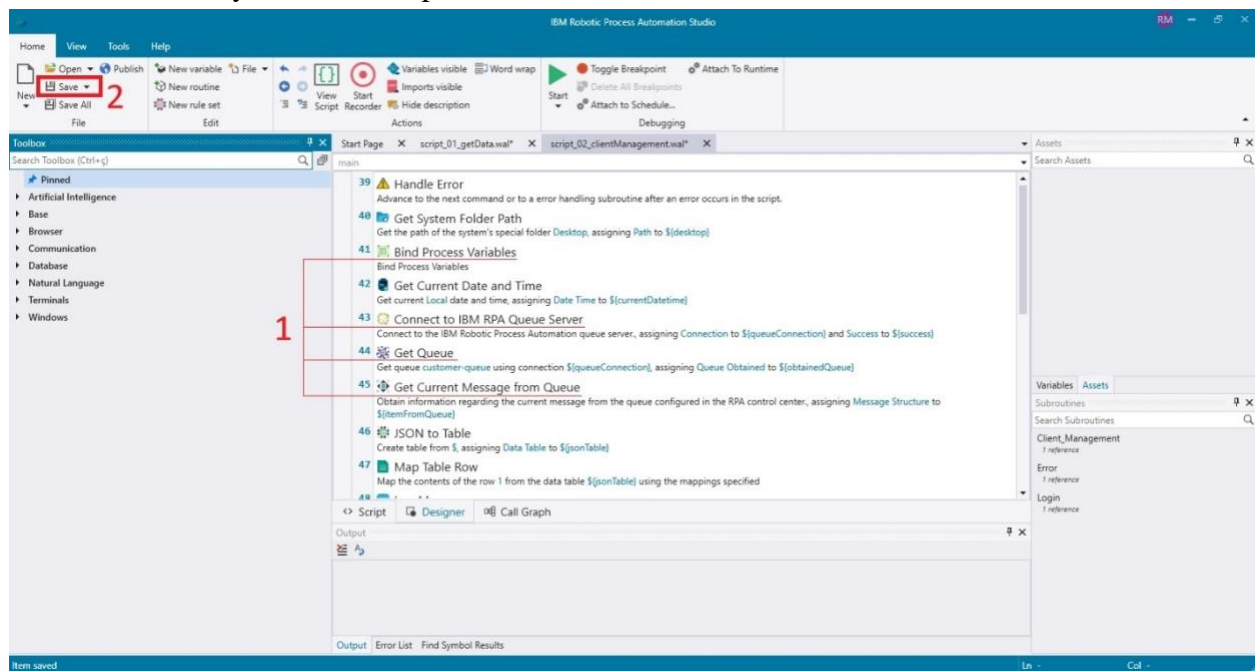 IBM Robotic Process Automation Studio
RM
Home View Tools Help
New
Open Publish
Save
Save All
2
File
New variable File
New routine
New rule set
Edit
View Script
Start Recorder
Variables visible Word wrap
Imports visible
Hide description
Actions
Start
Toggle Breakpoint Attach To Runtime
Delete All Breakpoints
Attach to Schedule...
Debugging
Toolbox
Search Toolbox (Ctrl+ç)
Pinned
Artificial Intelligence
Base
Browser
Communication
Database
Natural Language
Terminals
Windows
1
Start Page X script_01_getData.wal* X script_02_clientManagement.wal* X
main
39 Handle Error
Advance to the next command or to a error handling subroutine after an error occurs in the script.
40 Get System Folder Path
Get the path of the system's special folder Desktop, assigning Path to ${desktop}
41 Bind Process Variables
Bind Process Variables
42 Get Current Date and Time
Get current Local date and time, assigning Date Time to ${currentDatetime}
43 Connect to IBM RPA Queue Server
Connect to the IBM Robotic Process Automation queue server., assigning Connection to ${queueConnection} and Success to ${success}
44 Get Queue
Get queue customer-queue using connection ${queueConnection}, assigning Queue Obtained to ${obtainedQueue}
45 Get Current Message from Queue
Obtain information regarding the current message from the queue configured in the RPA control center., assigning Message Structure to
${itemFromQueue}
46 JSON to Table
Create table from $, assigning Data Table to ${jsonTable}
47 Map Table Row
Map the contents of the row 1 from the data table ${jsonTable} using the mappings specified
48
Script Designer Call Graph
Output
Output Error List Find Symbol Results
Assets
Search Assets
Variables Assets
Subroutines
Search Subroutines
Client_Management
1 reference
Error
1 reference
Login
1 reference
Item saved
Ln - Col -